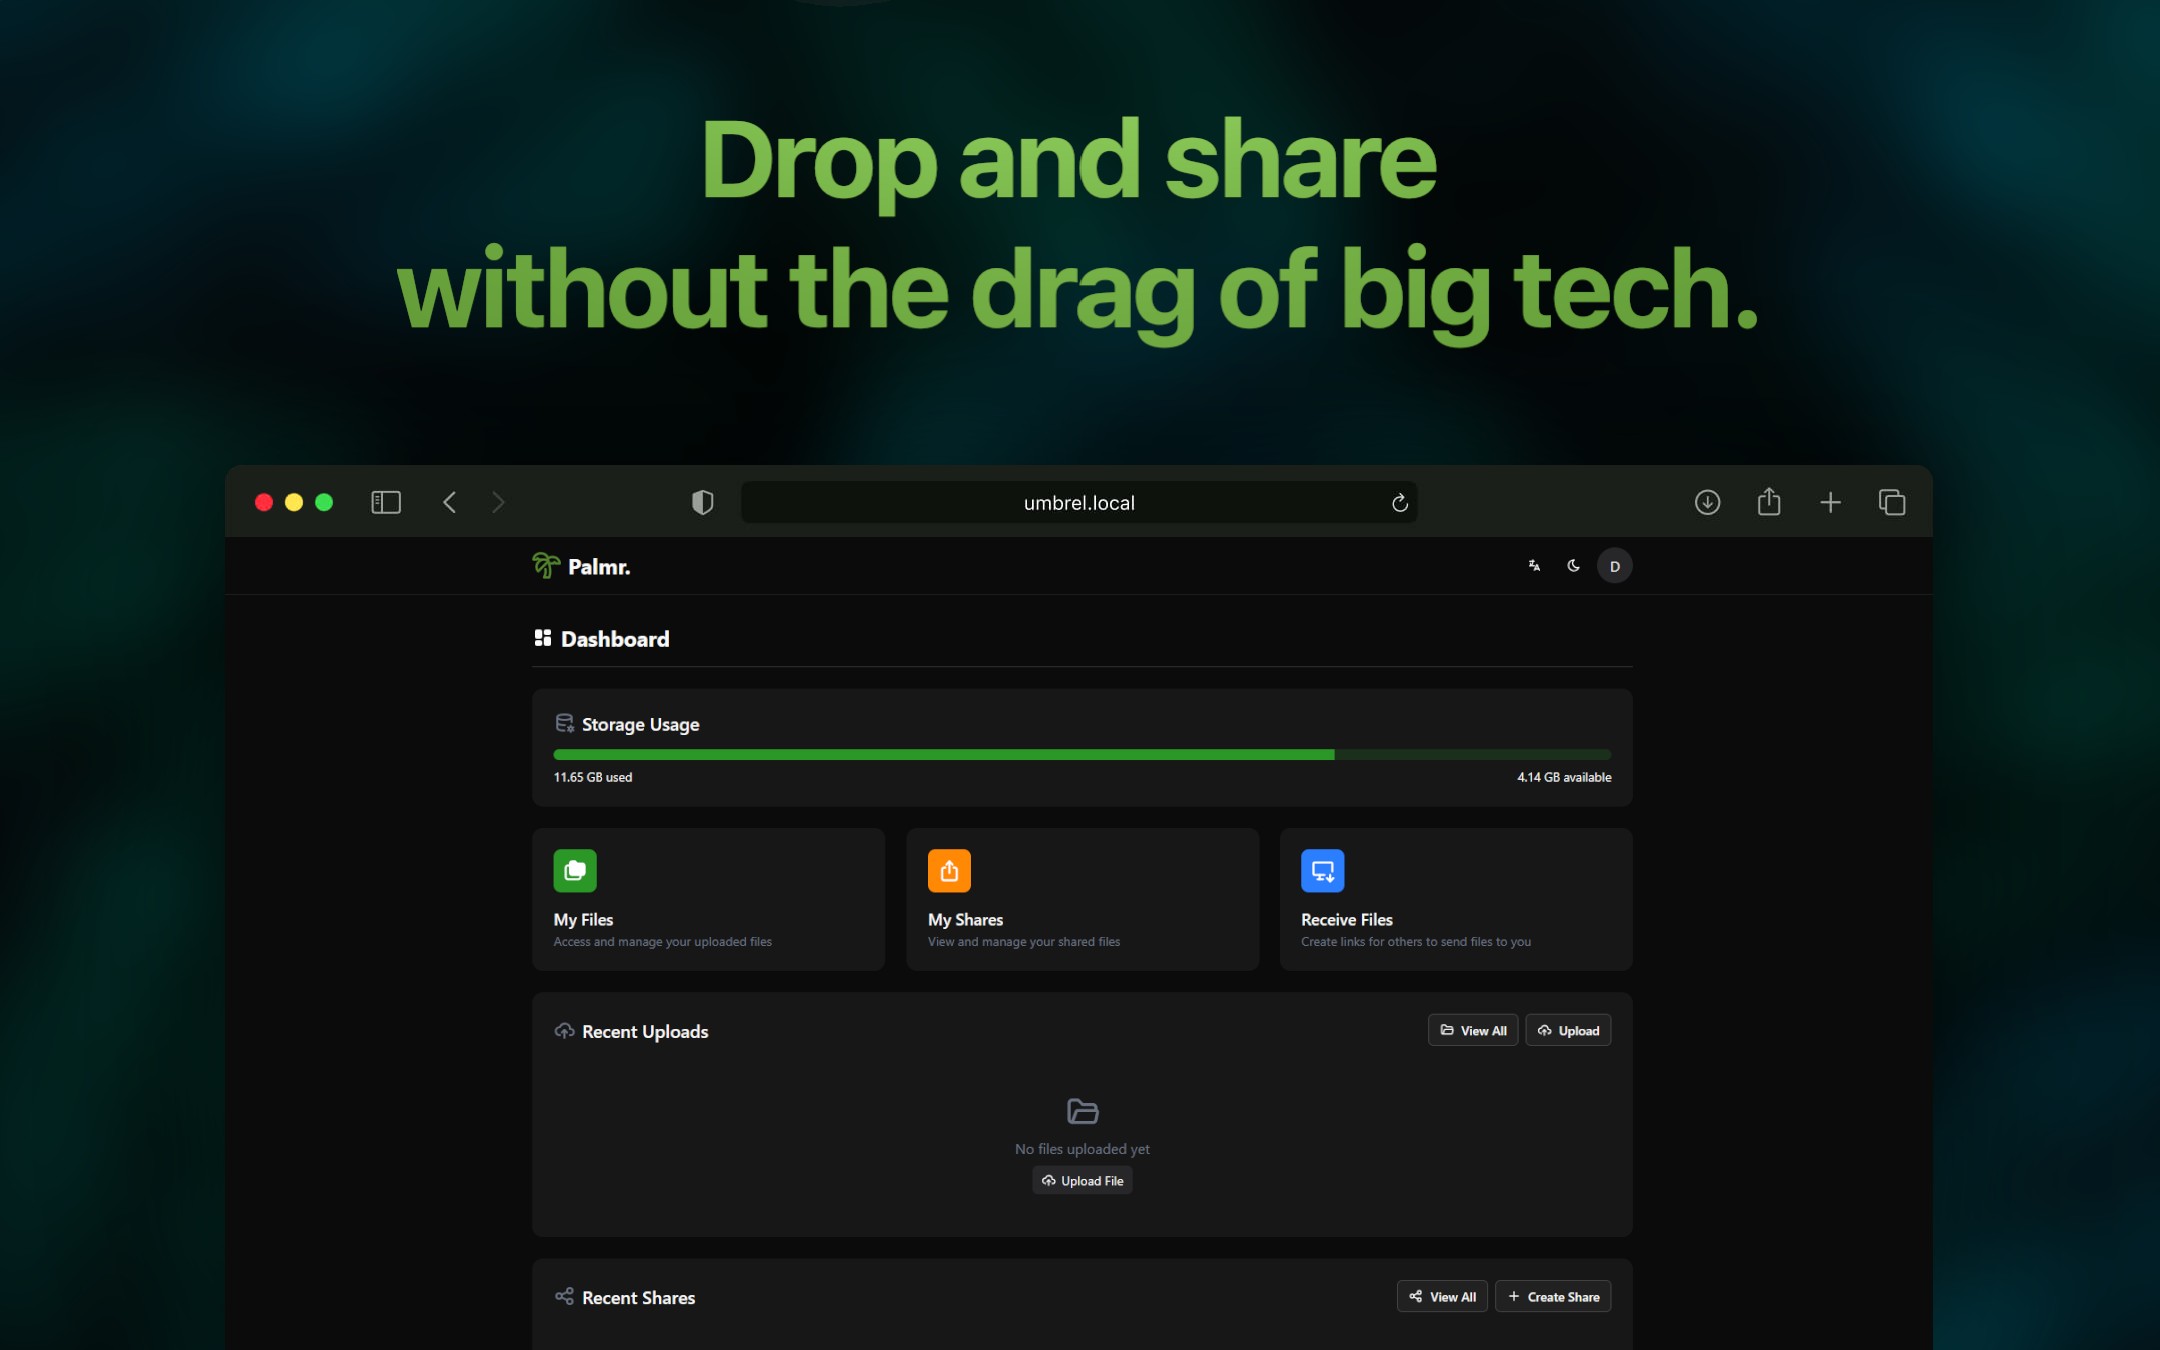 Drop and share
without the drag of big tech.
umbrel.local
Palmr.
D
Dashboard
Storage Usage
11.65 GB used
4.14 GB available
My Files
Access and manage your uploaded files
My Shares
View and manage your shared files
Receive Files
Create links for others to send files to you
Recent Uploads
View All
Upload
No files uploaded yet
Upload File
Recent Shares
View All
Create Share